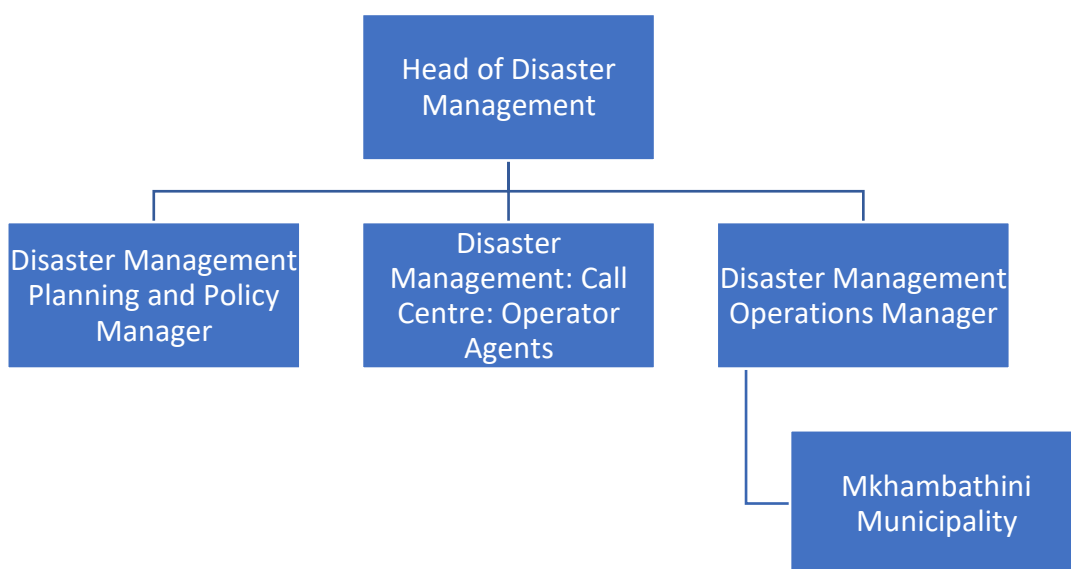 Head of Disaster
Management
Disaster Management
Planning and Policy
Manager
Disaster
Management: Call
Centre: Operator
Agents
Disaster Management
Operations Manager
Mkhambathini
Municipality